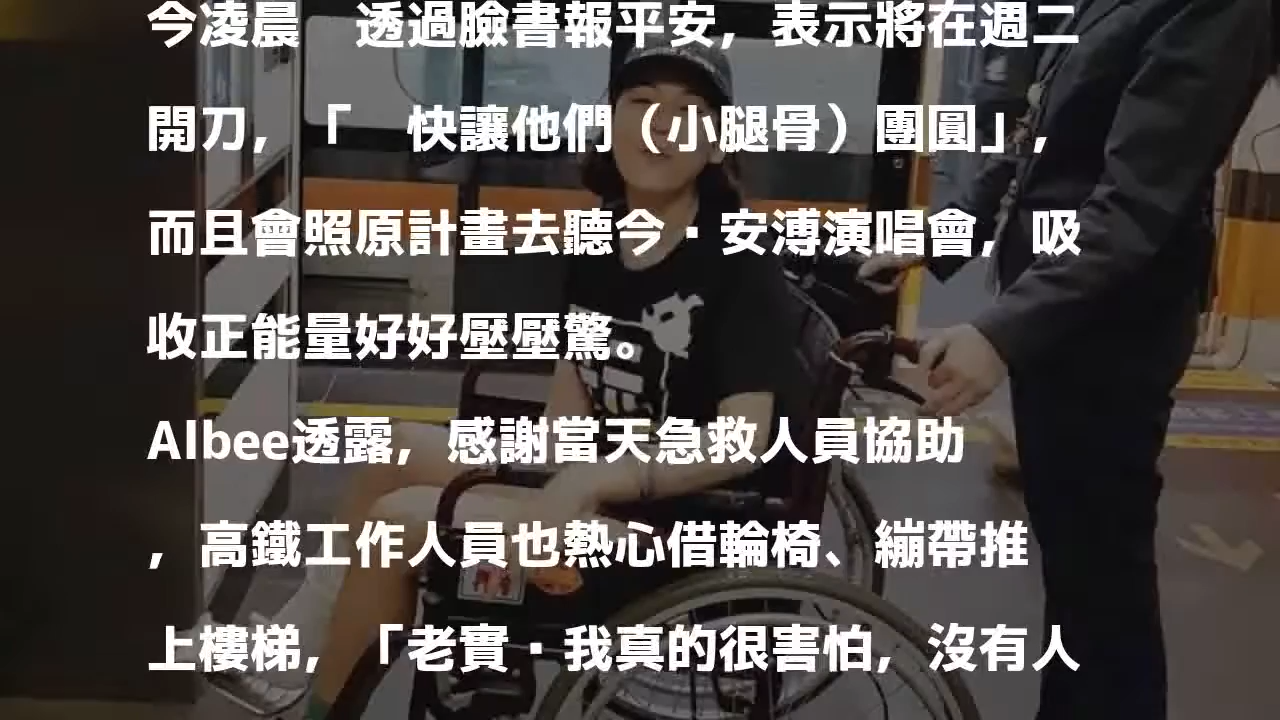 今凌晨　透過臉書報平安，表示將在週二
開刀，「　快讓他們（小腿骨）團圓」，
而且會照原計畫去聽今▪安溥演唱會，吸
收正能量好好壓壓驚。
Albee透露，感謝當天急救人員協助
，高鐵工作人員也熱心借輪椅、繃帶推
上樓梯，「老實▪我真的很害怕，沒有人